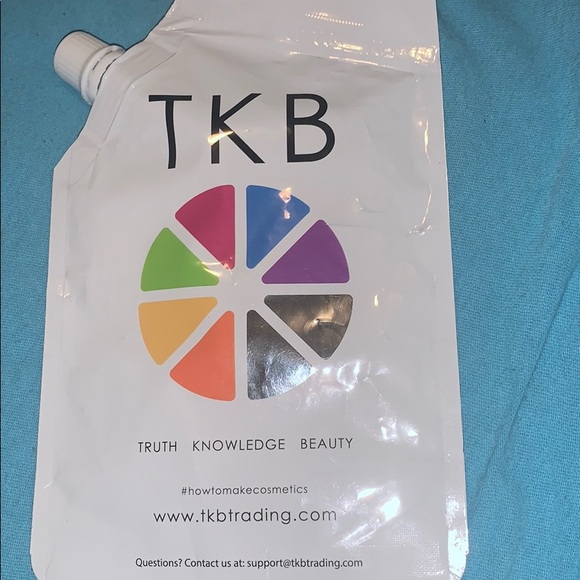 TKB
TRUTH KNOWLEDGE BEAUTY
#howtomakecosmetics
www.tkbtrading.com
Questions? Contact us at: support@tkbtrading.com